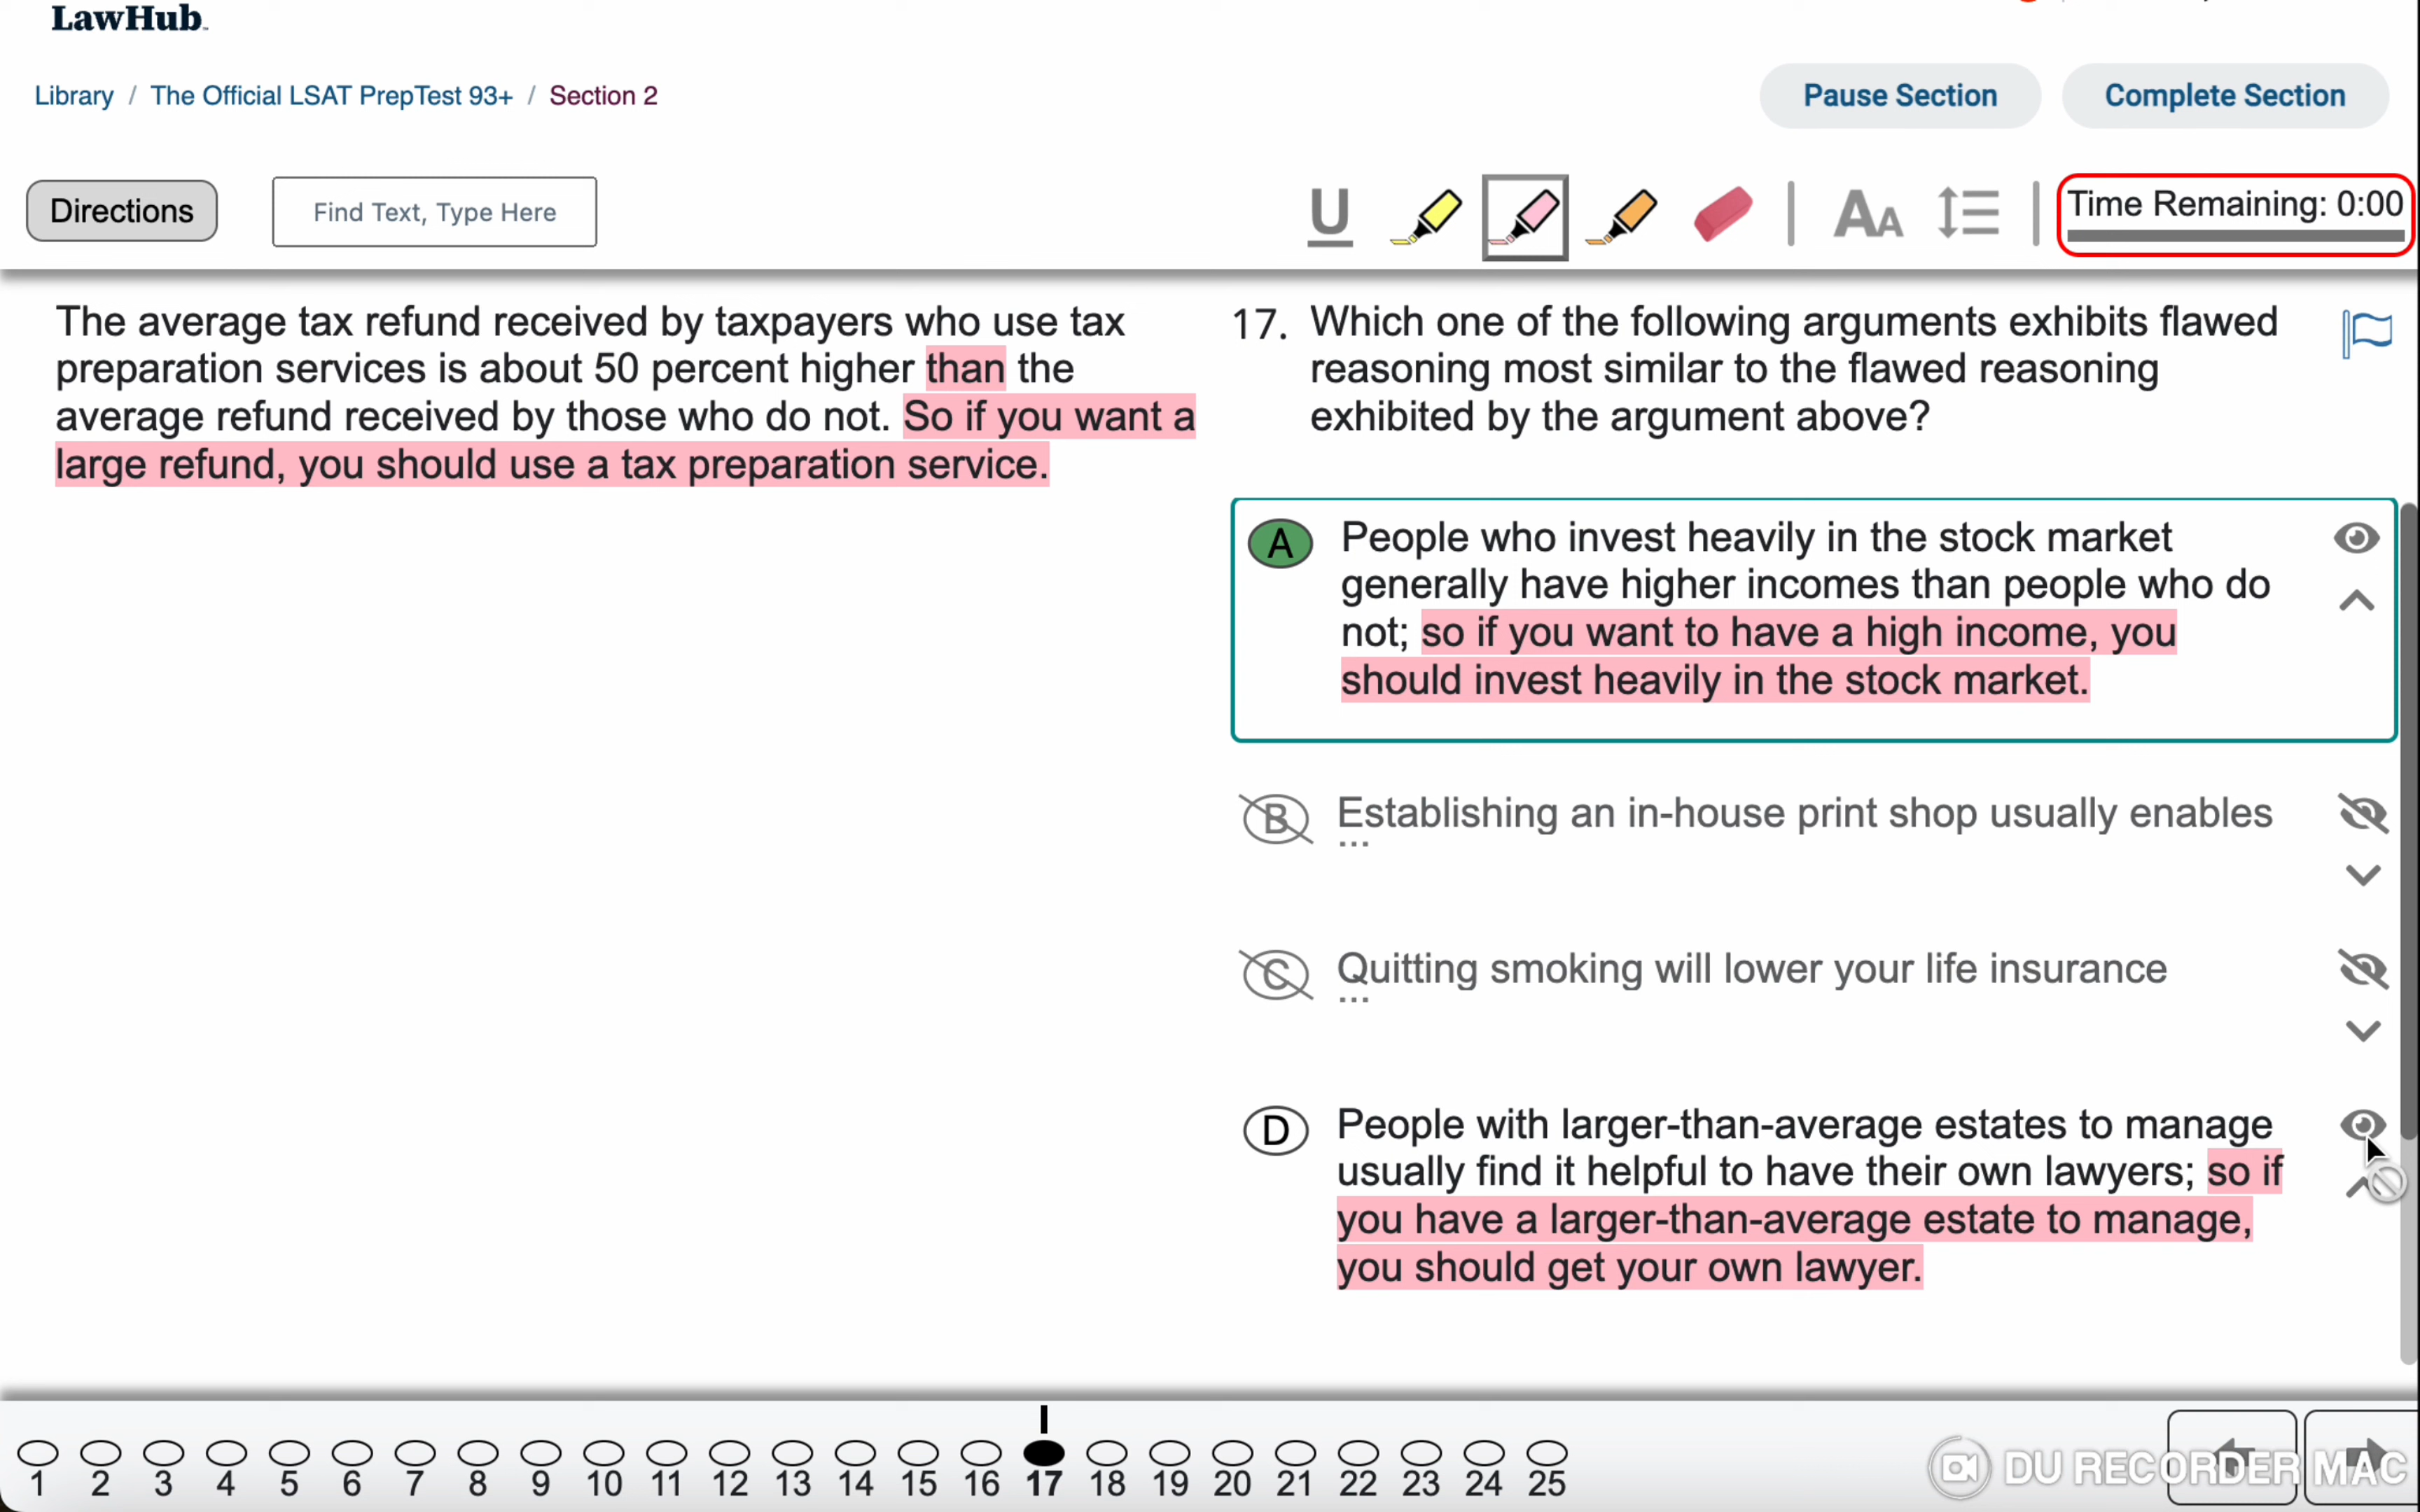 LawHub
Library / The Official LSAT PrepTest 93+ / Section 2
Pause Section
Complete Section
Directions
Find Text, Type Here
U
AA
Time Remaining: 0:00
The average tax refund received by taxpayers who use tax
preparation services is about 50 percent higher than the
average refund received by those who do not. So if you want a
large refund, you should use a tax preparation service.
17. Which one of the following arguments exhibits flawed
reasoning most similar to the flawed reasoning
exhibited by the argument above?
A People who invest heavily in the stock market
generally have higher incomes than people who do
not; so if you want to have a high income, you
should invest heavily in the stock market.
B Establishing an in-house print shop usually enables
...
C Quitting smoking will lower your life insurance
...
D People with larger-than-average estates to manage
usually find it helpful to have their own lawyers; so if
you have a larger-than-average estate to manage,
you should get your own lawyer.
1 2 3 4 5 6 7 8 9 10 11 12 13 14 15 16 17 18 19 20 21 22 23 24 25
DU RECORDER MAC